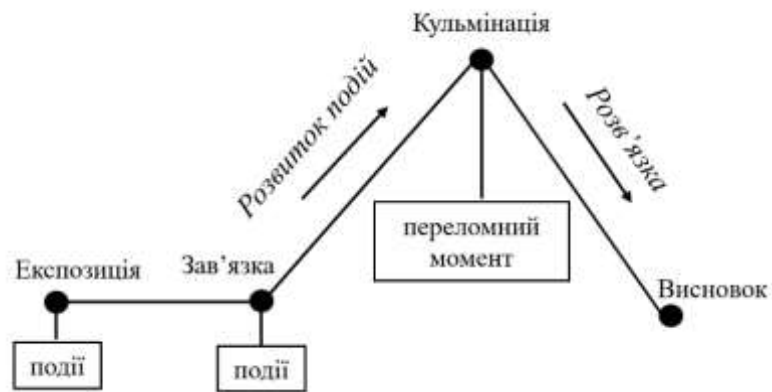 Кульмінація
Розвиток подій
Розв’язка
переломний
момент
Експозиція
Зав’язка
Висновок
події
події